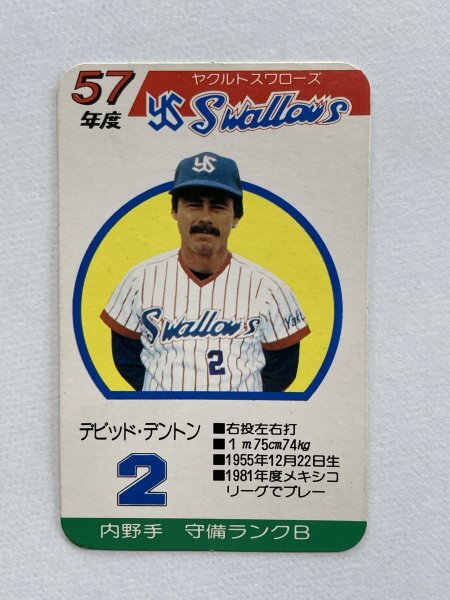 57
年度
ヤクルトスワローズ
YS Swallows
YS
Swallows
2
Yaku
デビッド・デントン
2
■右投左右打
■1m75cm74kg
■1955年12月22日生
■1981年度メキシコ
リーグでプレー
内野手 守備ランクB